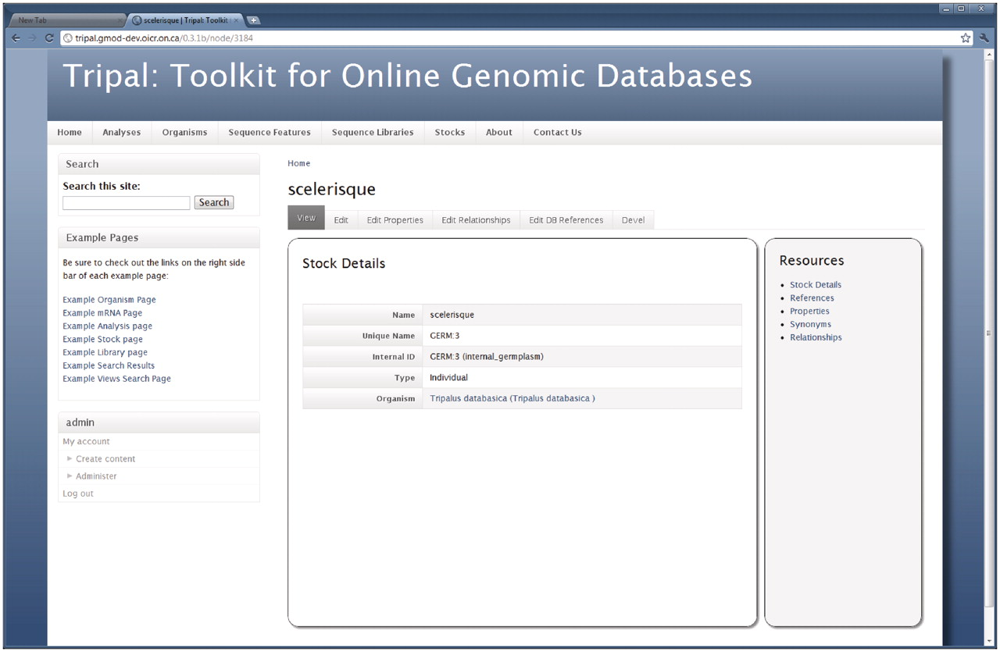 New Tab
scelerisque | Tripal: Toolkit
tripal.gmod-dev.oicr.on.ca/0.3.1b/node/3184
Tripal: Toolkit for Online Genomic Databases
Home Analyses Organisms Sequence Features Sequence Libraries Stocks About Contact Us
Search
Search this site:
Search
Example Pages
Be sure to check out the links on the right side
bar of each example page:
Example Organism Page
Example mRNA Page
Example Analysis page
Example Stock page
Example Library page
Example Search Results
Example Views Search Page
admin
My account
Create content
Administer
Log out
Home
scelerisque
View Edit Edit Properties Edit Relationships Edit DB References Devel
Stock Details
Name scelerisque
Unique Name GERM:3
Internal ID GERM:3 (internal_germplasm)
Type Individual
Organism Tripalus databasica (Tripalus databasica )
Resources
• Stock Details
• References
• Properties
• Synonyms
• Relationships